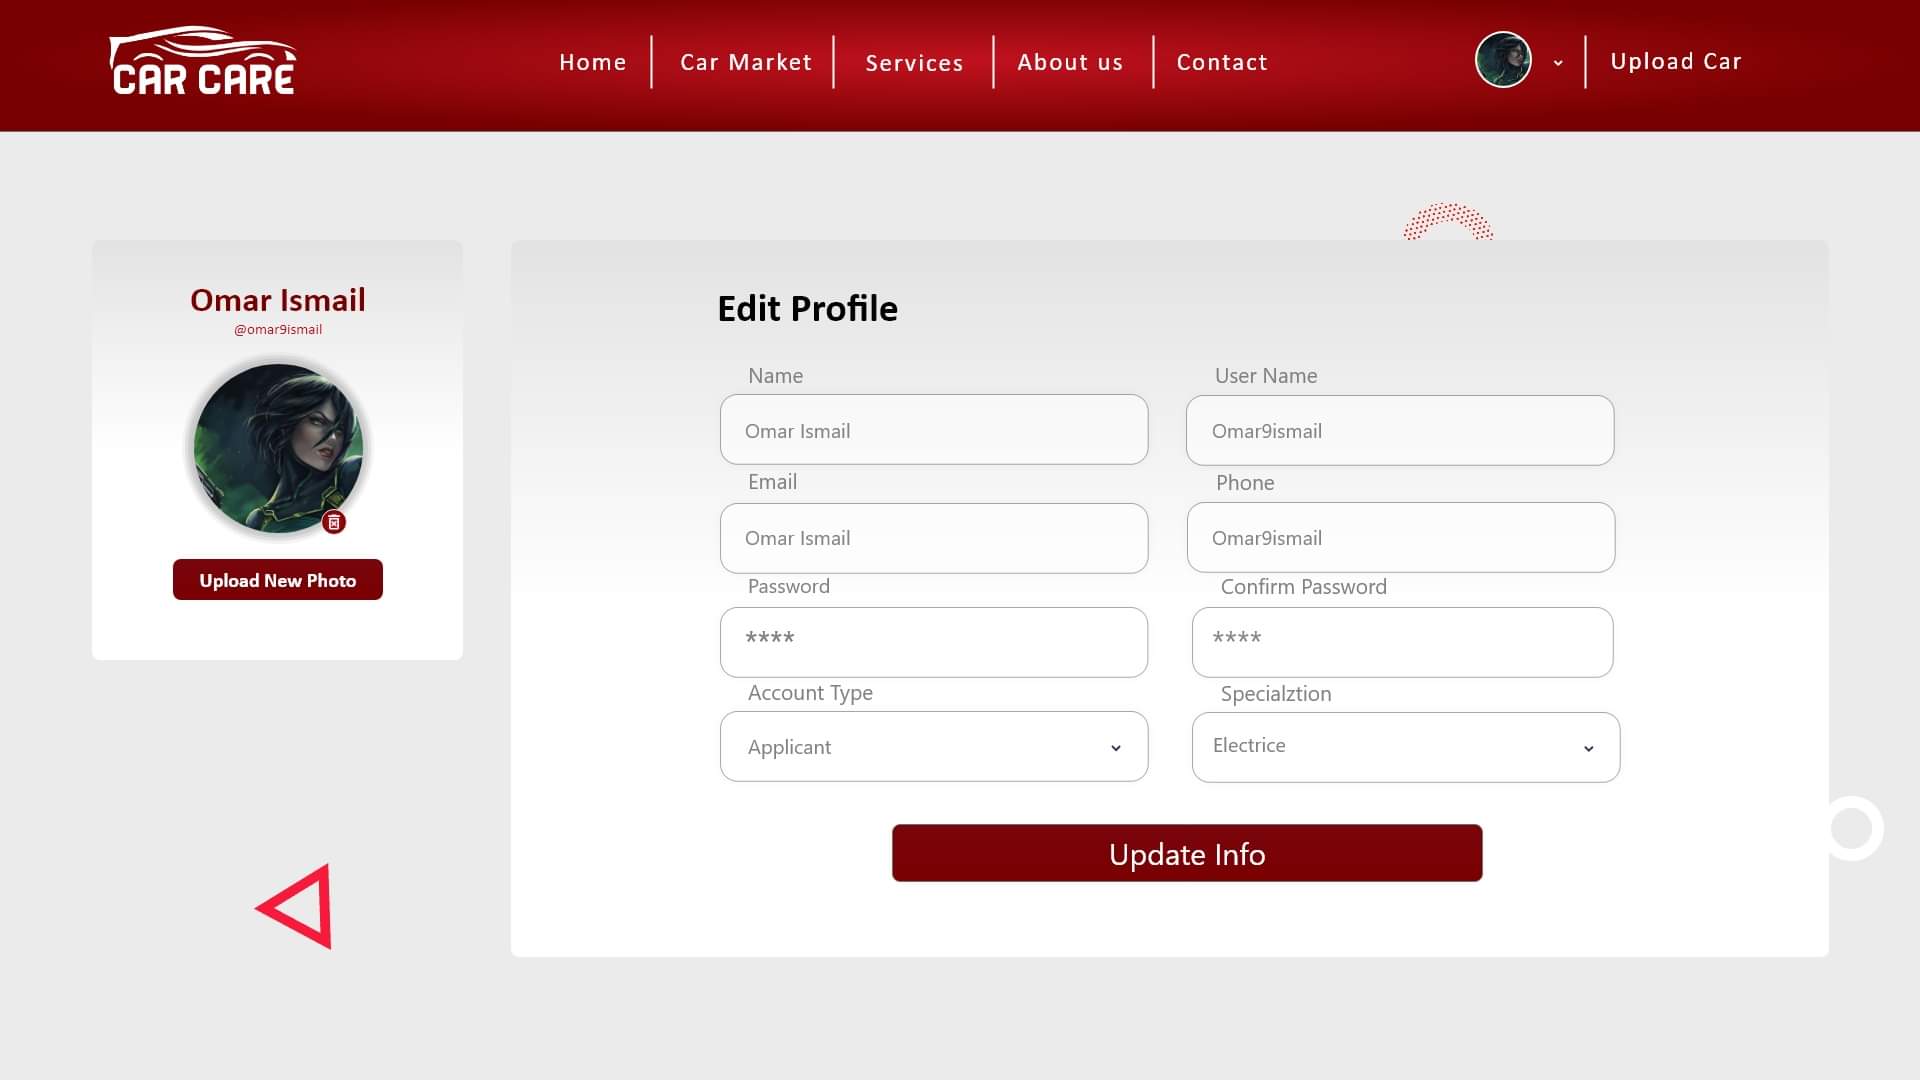 CAR CARE
Home
Car Market
Services
About us
Contact
Upload Car
Omar Ismail
@omar9ismail
Upload New Photo
Edit Profile
Name
User Name
Omar Ismail
Omar9ismail
Email
Phone
Omar Ismail
Omar9ismail
Password
Confirm Password
****
****
Account Type
Specialztion
Applicant
Electrice
Update Info